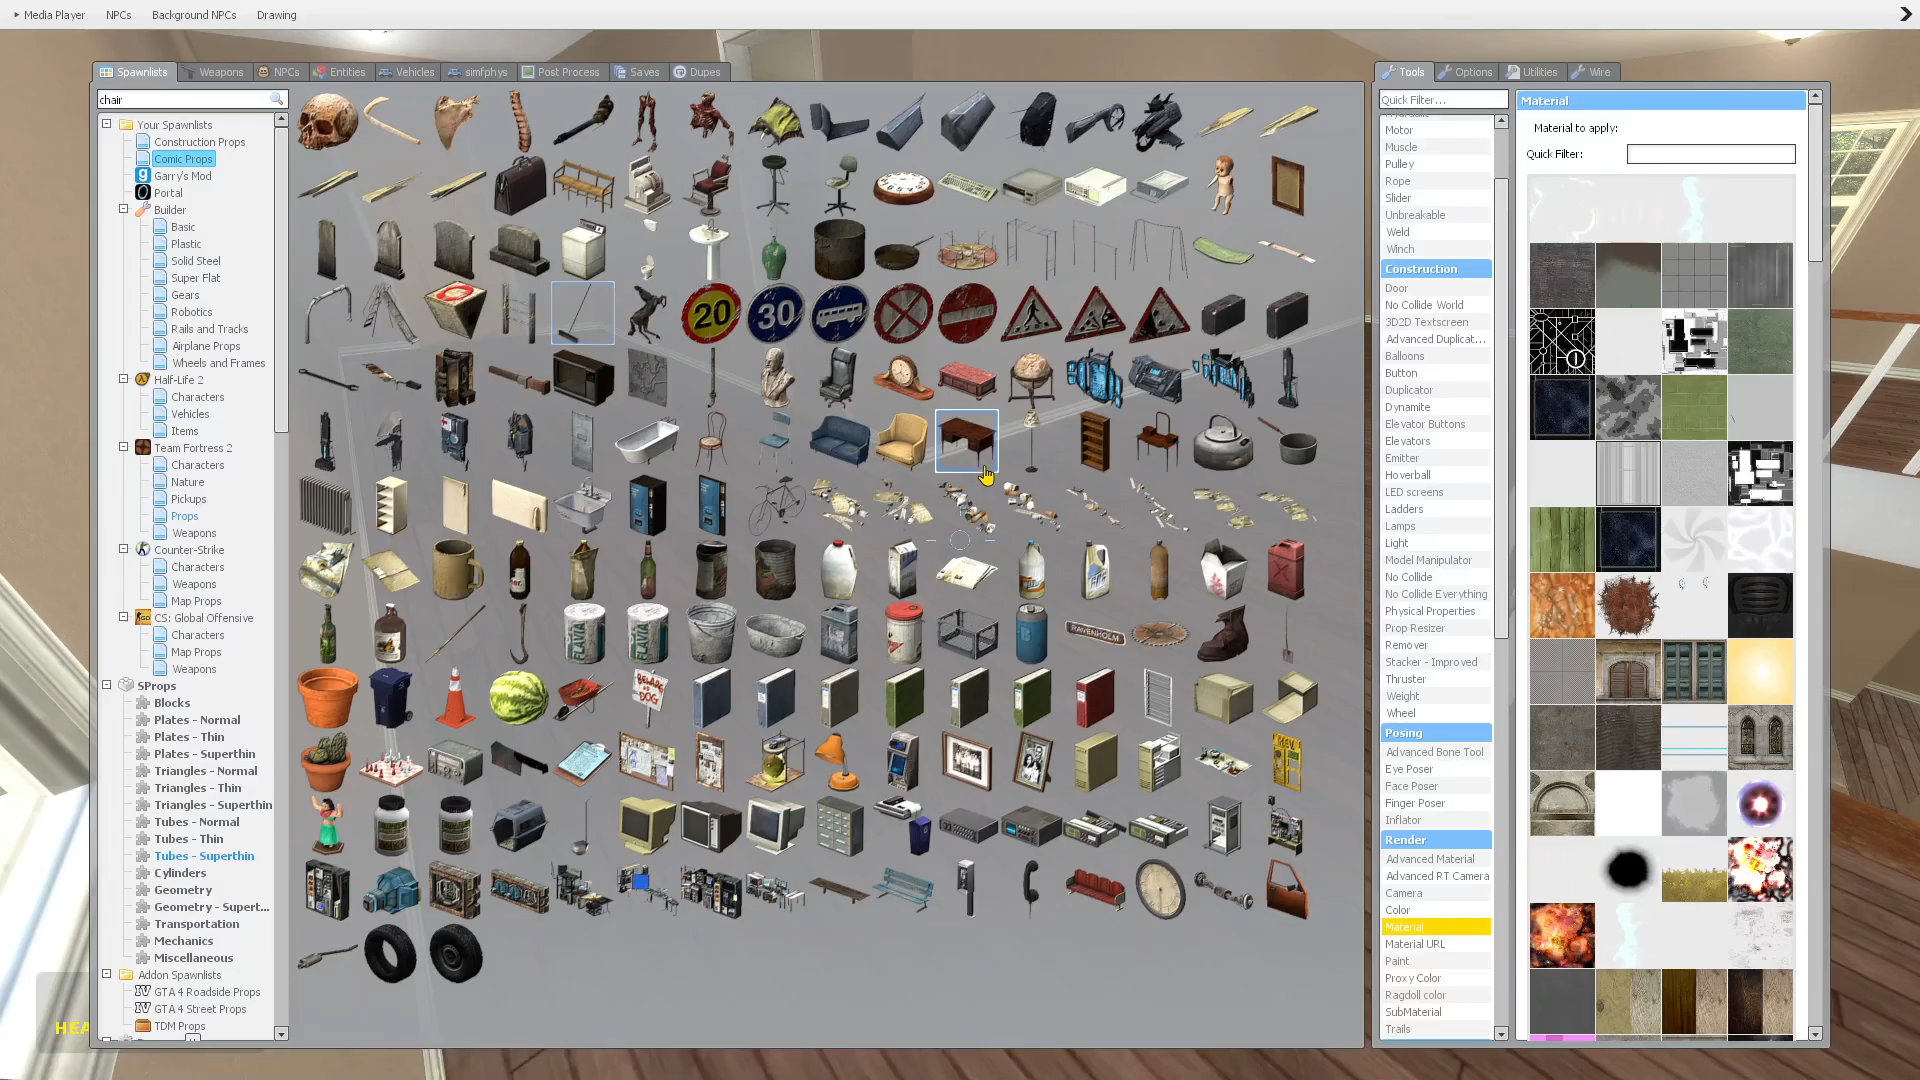 Media Player NPCs Background NPCs Drawing
Spawnlists Weapons NPCs Entities Vehicles simfphys Post Process Saves Dupes
chair
Your Spawnlists
Construction Props
Comic Props
Garry's Mod
Portal
Builder
Basic
Plastic
Solid Steel
Super Flat
Gears
Robotics
Rails and Tracks
Airplane Props
Wheels and Frames
Half-Life 2
Characters
Vehicles
Items
Team Fortress 2
Characters
Nature
Pickups
Props
Weapons
Counter-Strike
Characters
Weapons
Map Props
CS: Global Offensive
Characters
Map Props
Weapons
SProps
Blocks
Plates - Normal
Plates - Thin
Plates - Superthin
Triangles - Normal
Triangles - Thin
Triangles - Superthin
Tubes - Normal
Tubes - Thin
Tubes - Superthin
Cylinders
Geometry
Geometry - Supert...
Transportation
Mechanics
Miscellaneous
Addon Spawnlists
GTA 4 Roadside Props
GTA 4 Street Props
TDM Props
HEA
20
30
FLAVIA
FLAVIA
B
RAVENHOLM
BEWARE OF DOG
Tools Options Utilities Wire
Quick Filter...
Motor
Muscle
Pulley
Rope
Slider
Unbreakable
Weld
Winch
Construction
Door
No Collide World
3D2D Textscreen
Advanced Duplicat...
Balloons
Button
Duplicator
Dynamite
Elevator Buttons
Elevators
Emitter
Hoverball
LED screens
Ladders
Lamps
Light
Model Manipulator
No Collide
No Collide Everything
Physical Properties
Prop Resizer
Remover
Stacker - Improved
Thruster
Weight
Wheel
Posing
Advanced Bone Tool
Eye Poser
Face Poser
Finger Poser
Inflator
Render
Advanced Material
Advanced RT Camera
Camera
Color
Material
Material URL
Paint
Proxy Color
Ragdoll color
SubMaterial
Trails
Material
Material to apply:
Quick Filter: